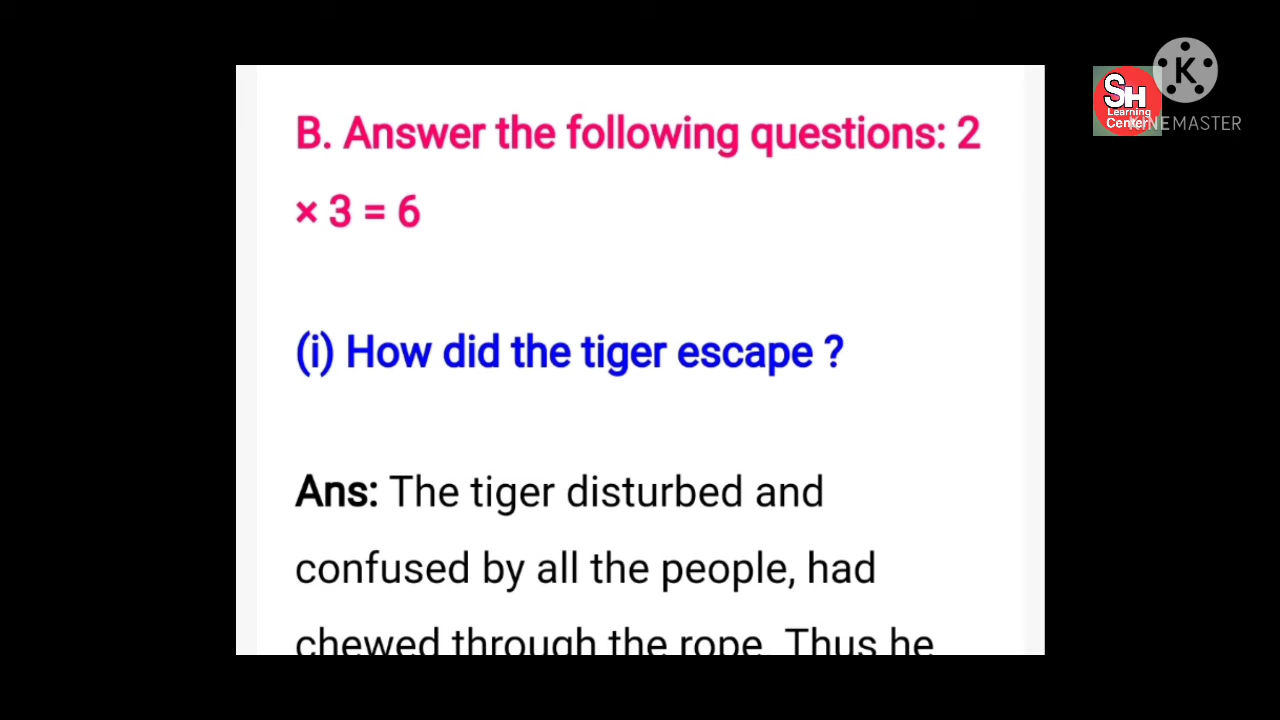 B. Answer the following questions: 2
× 3 = 6
(i) How did the tiger escape ?
Ans: The tiger disturbed and
confused by all the people, had
chewed through the rope. Thus he
SH
Learning
Center
K
KINEMASTER